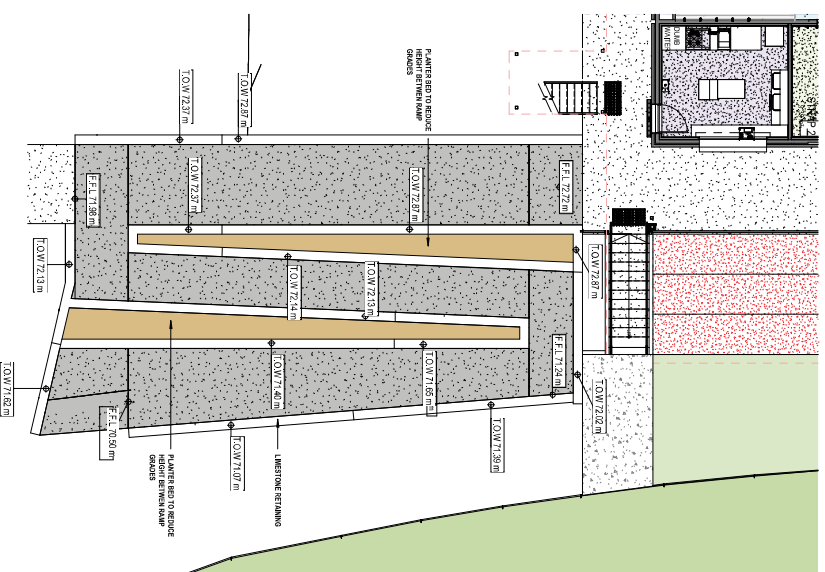 T.O.W 72.37 m
T.O.W 72.87 m
PLANTER BED TO REDUCE
HEIGHT BETWEN RAMP
GRADES
DUMB
WAITER
F.F.L 71.98 m
T.O.W 72.37 m
T.O.W 72.87 m
F.F.L 72.72 m
T.O.W 72.13 m
T.O.W 72.14 m
T.O.W 72.13 m
T.O.W 72.87 m
T.O.W 71.62 m
F.F.L 70.50 m
T.O.W 71.40 m
T.O.W 71.65 m
F.F.L 71.24 m
T.O.W 72.02 m
T.O.W 71.07 m
T.O.W 71.39 m
PLANTER BED TO REDUCE
HEIGHT BETWEN RAMP
GRADES
LIMESTONE RETAINING